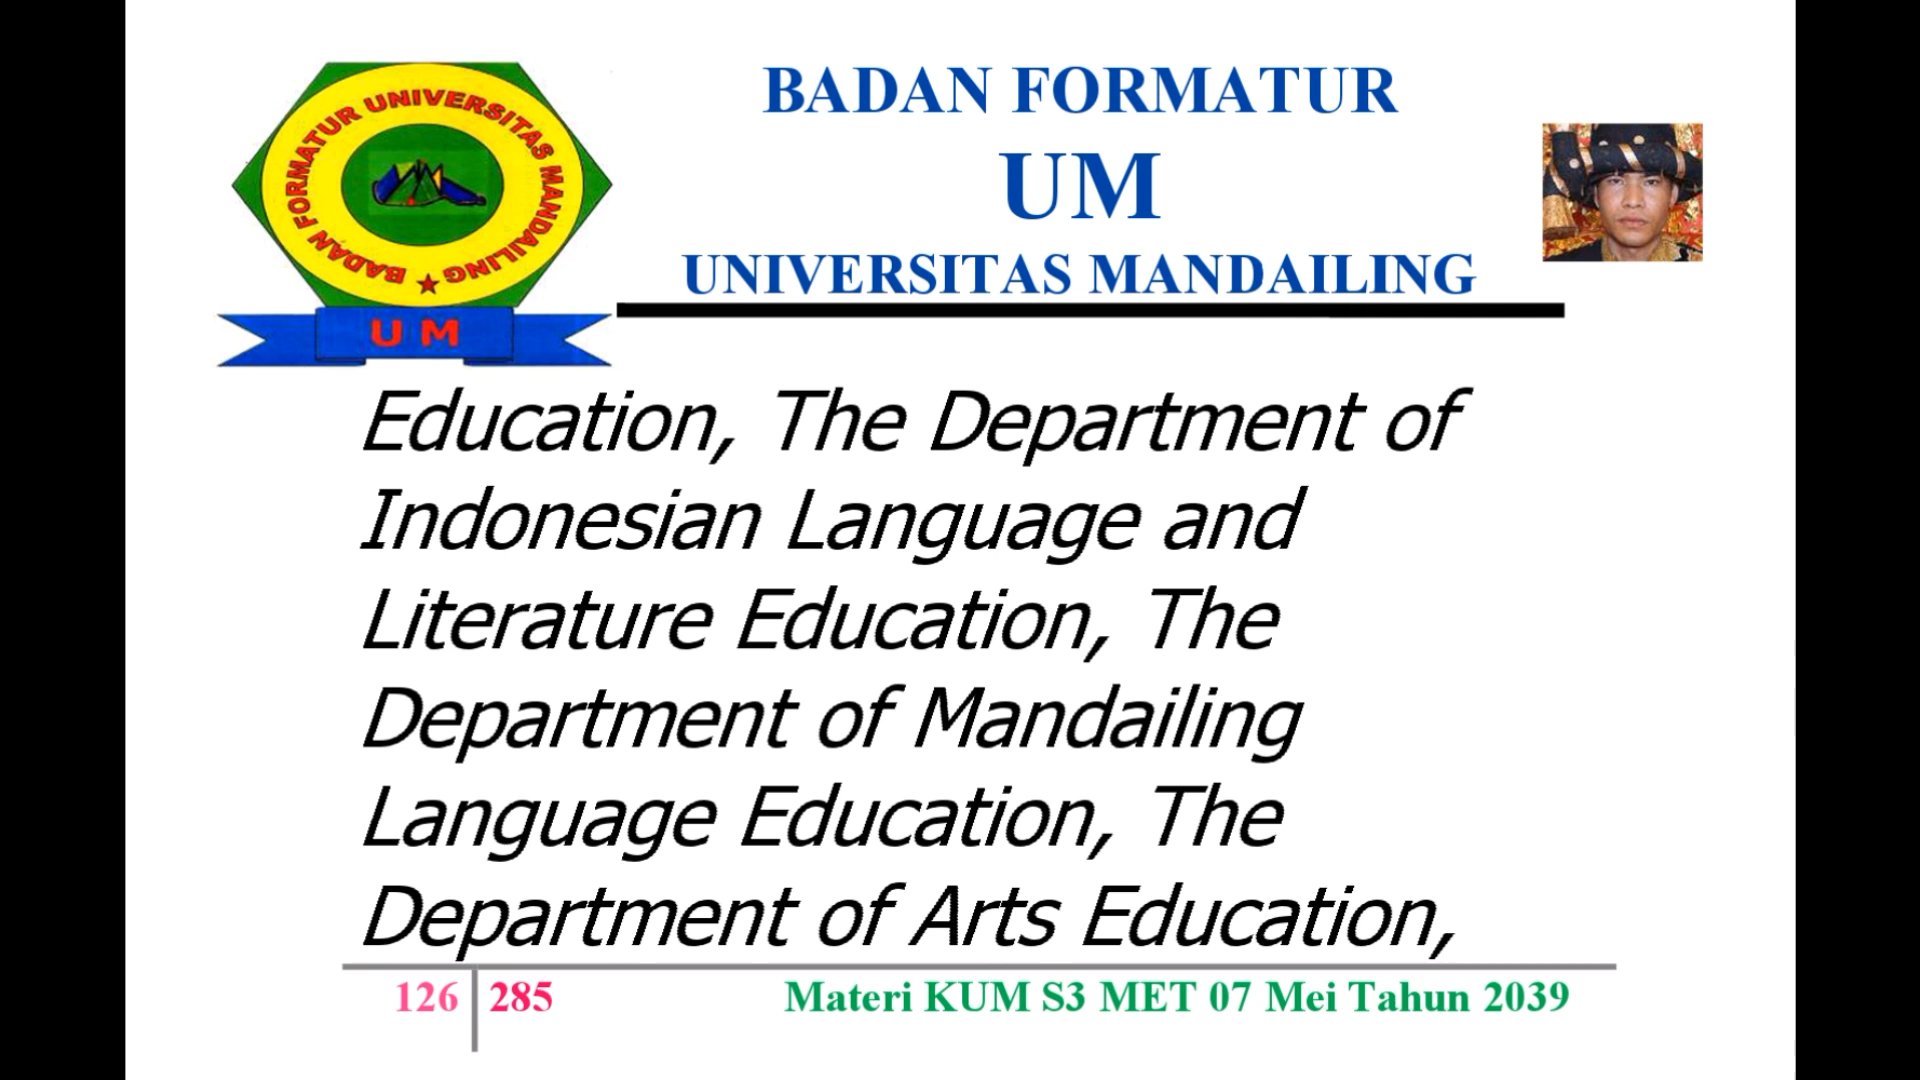 BADAN FORMATUR UNIVERSITAS MANDAILING
U M
BADAN FORMATUR
UM
UNIVERSITAS MANDAILING
Education, The Department of
Indonesian Language and
Literature Education, The
Department of Mandailing
Language Education, The
Department of Arts Education,
126 285 Materi KUM S3 MET 07 Mei Tahun 2039